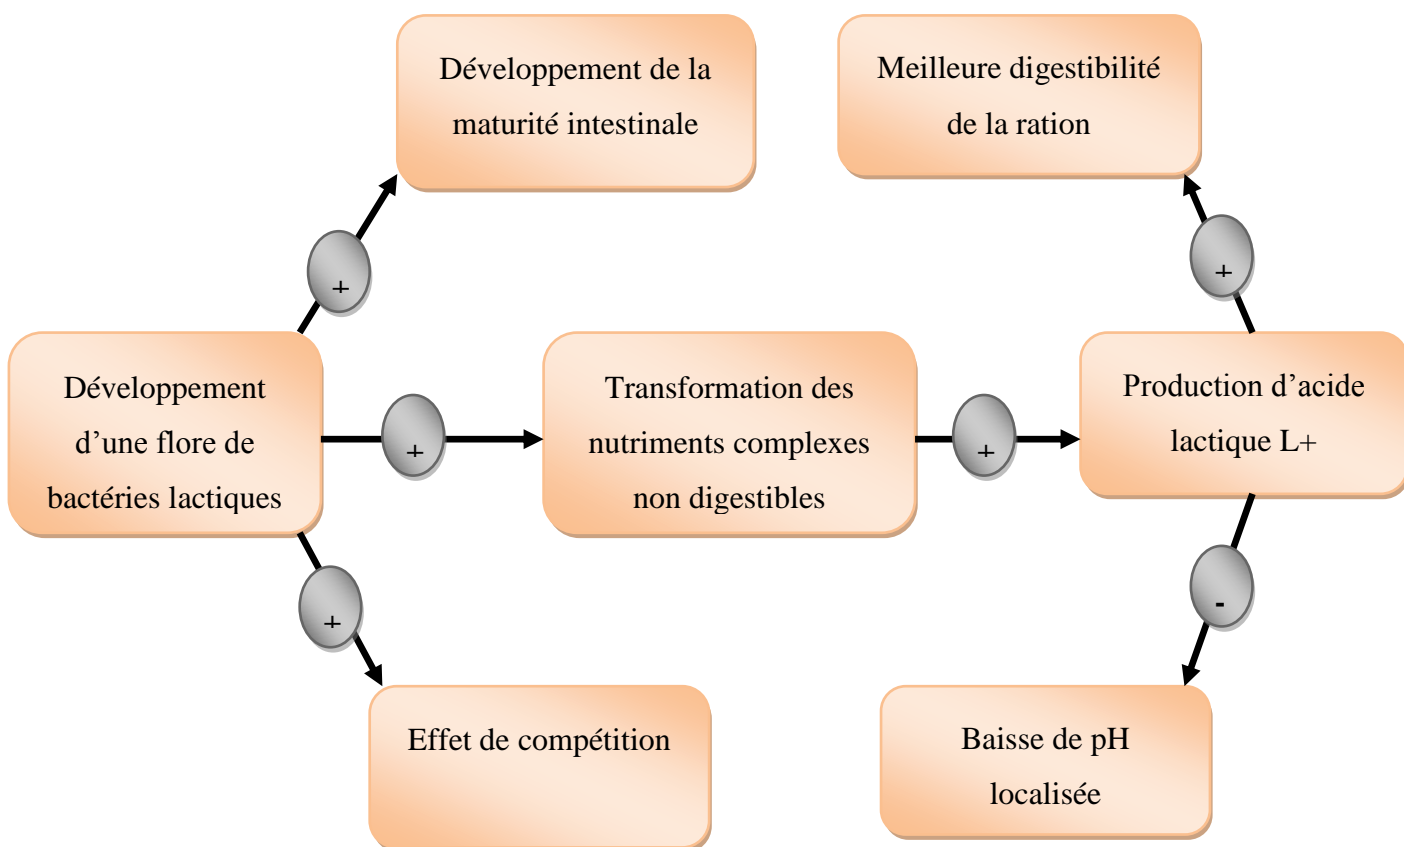 Développement de la
maturité intestinale
Meilleure digestibilité
de la ration
+
+
Développement
d’une flore de
bactéries lactiques
+
Transformation des
nutriments complexes
non digestibles
+
Production d’acide
lactique L+
+
-
Effet de compétition
Baisse de pH
localisée